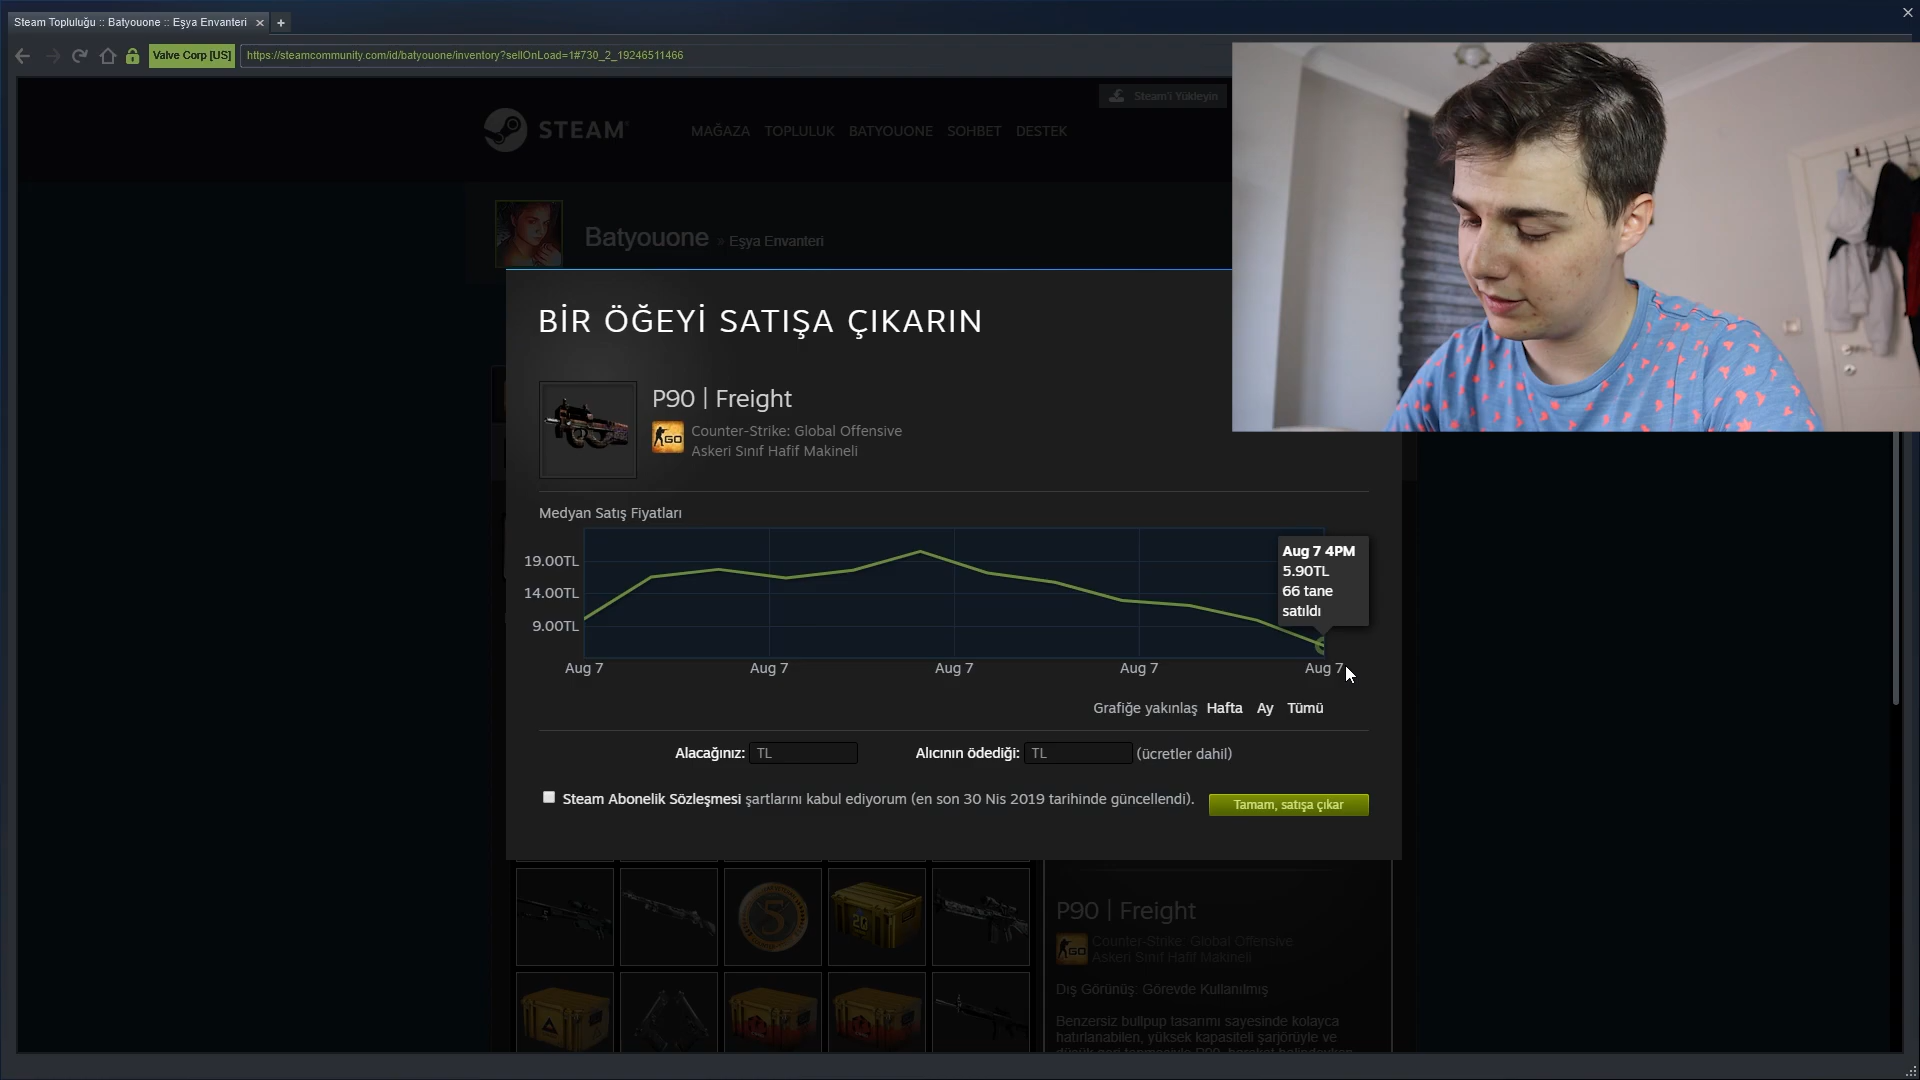 Steam Topluluğu :: Batyouone :: Eşya Envanteri
Valve Corp [US]
https://steamcommunity.com/id/batyouone/inventory?sellOnLoad=1#730_2_19246511466
Steam'i Yükleyin
STEAM
MAĞAZA TOPLULUK BATYOUONE SOHBET DESTEK
Batyouone » Eşya Envanteri
BİR ÖĞEYİ SATIŞA ÇIKARIN
P90 | Freight
GO
Counter-Strike: Global Offensive
Askeri Sınıf Hafif Makineli
Medyan Satış Fiyatları
19.00TL
14.00TL
9.00TL
Aug 7 4PM
5.90TL
66 tane
satıldı
Aug 7 Aug 7 Aug 7 Aug 7 Aug 7
Grafiğe yakınlaş Hafta Ay Tümü
Alacağınız: TL Alıcının ödediği: TL (ücretler dahil)
Steam Abonelik Sözleşmesi şartlarını kabul ediyorum (en son 30 Nis 2019 tarihinde güncellendi).
Tamam, satışa çıkar
5
20
P90 | Freight
GO
Counter-Strike: Global Offensive
Askeri Sınıf Hafif Makineli
Dış Görünüş: Görevde Kullanılmış
Benzersiz bullpup tasarımı sayesinde kolayca
hatırlanabilen, yüksek kapasiteli şarjörüyle ve